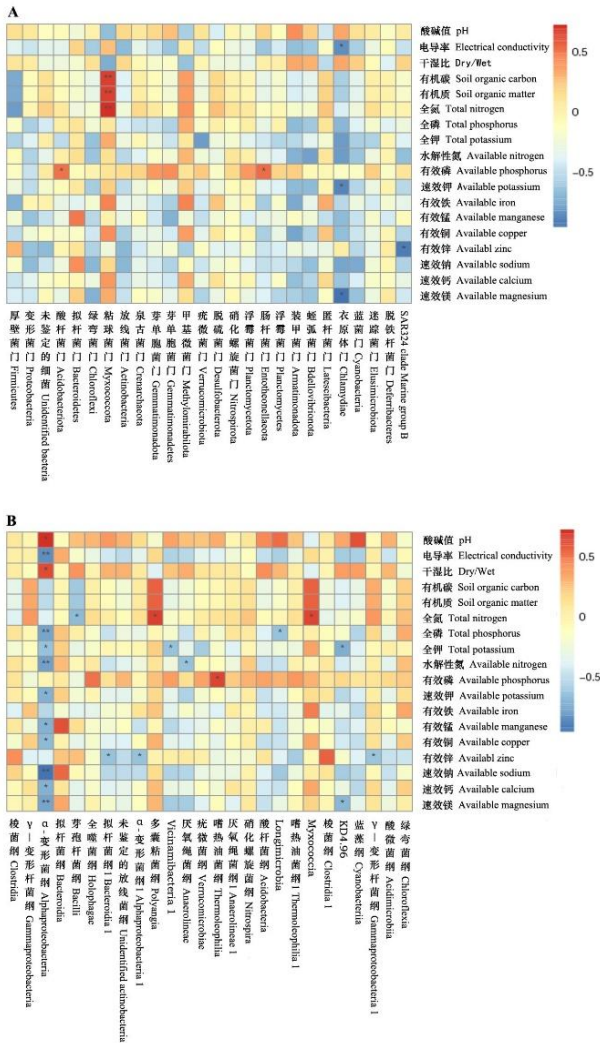 A
酸碱值 pH
电导率 Electrical conductivity
干湿比 Dry/Wet
有机碳 Soil organic carbon
有机质 Soil organic matter
全氮 Total nitrogen
全磷 Total phosphorus
全钾 Total potassium
水解性氮 Available nitrogen
有效磷 Available phosphorus
速效钾 Available potassium
有效铁 Available iron
有效锰 Available manganese
有效铜 Available copper
有效锌 Availabl zinc
速效钠 Available sodium
速效钙 Available calcium
速效镁 Available magnesium
0.5
0
-0.5
厚壁菌门 Firmicutes
变形菌门 Proteobacteria
未鉴定的细菌 Unidentified bacteria
酸杆菌门 Acidobacteriota
拟杆菌门 Bacteroidetes
绿弯菌门 Chloroflexi
粘球菌门 Myxococcota
放线菌门 Actinobacteria
泉古菌门 Crenarchaeota
芽单胞菌门 Gemmatimonadota
芽单胞菌门 Gemmatimonadetes
甲基微菌门 Methylomirabilota
疣微菌门 Verrucomicrobiota
脱硫菌门 Desulfobacterota
硝化螺旋菌门 Nitrospirota
浮霉菌门 Planctomycetota
肠杆菌门 Entotheonellaeota
浮霉菌门 Planctomycetes
装甲菌门 Armatimonadota
蛭弧菌门 Bdellovibrionota
匿杆菌门 Latescibacteria
衣原体门 Chlamydiae
蓝菌门 Cyanobacteria
迷踪菌门 Elusimicrobiota
脱铁杆菌门 Deferribacteres
SAR324 clade Marine group B
B
酸碱值 pH
电导率 Electrical conductivity
干湿比 Dry/Wet
有机碳 Soil organic carbon
有机质 Soil organic matter
全氮 Total nitrogen
全磷 Total phosphorus
全钾 Total potassium
水解性氮 Available nitrogen
有效磷 Available phosphorus
速效钾 Available potassium
有效铁 Available iron
有效锰 Available manganese
有效铜 Available copper
有效锌 Availabl zinc
速效钠 Available sodium
速效钙 Available calcium
速效镁 Available magnesium
0.5
0
-0.5
梭菌纲 Clostridia
γ－变形杆菌纲 Gammaproteobacteria
α-变形菌纲 Alphaproteobacteria
拟杆菌纲 Bacteroidia
芽孢杆菌纲 Bacilli
全噬菌纲 Holophagae
拟杆菌纲 1 Bacteroidia 1
未鉴定的放线菌纲 Unidentified actinobacteria
α-变形菌纲 1 Alphaproteobacteria 1
多囊粘菌纲 Polyangia
Vicinamibacteria 1
厌氧绳菌纲 Anaerolineae
疣微菌纲 Verrucomicrobiae
嗜热油菌纲 Thermoleophilia
厌氧绳菌纲 1 Anaerolineae 1
硝化螺旋菌纲 Nitrospira
酸杆菌纲 Acidobacteria
Longimicrobia
嗜热油菌纲 1 Thermoleophilia 1
Myxococcia
梭菌纲 1 Clostridia 1
KD4.96
蓝藻纲 Cyanobacteria
γ－变形杆菌纲 1 Gammaproteobacteria 1
酸微菌纲 Acidimicrobiia
绿弯菌纲 Chloroflexia